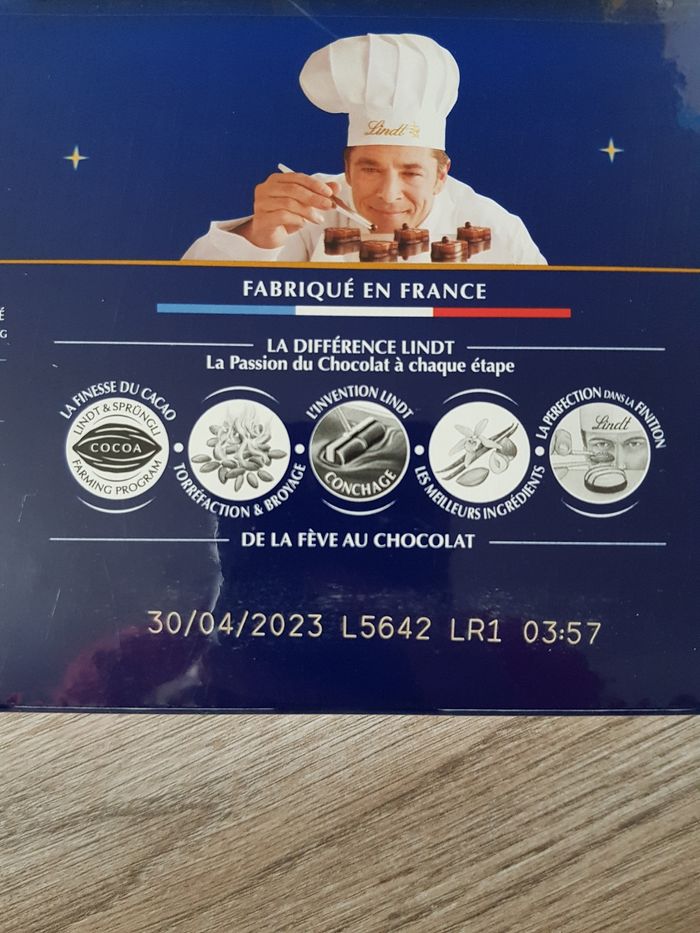 Lindt
FABRIQUÉ EN FRANCE
É
G
LA DIFFÉRENCE LINDT
La Passion du Chocolat à chaque étape
LA FINESSE DU CACAO
LINDT & SPRÜNGLI
COCOA
FARMING PROGRAM
TORRÉFACTION & BROYAGE
L'INVENTION LINDT
CONCHAGE
LES MEILLEURS INGRÉDIENTS
LA PERFECTION DANS LA FINITION
Lindt
DE LA FÈVE AU CHOCOLAT
30/04/2023 L5642 LR1 03:57